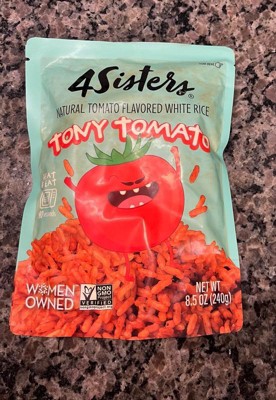 4Sisters®
NATURAL TOMATO FLAVORED WHITE RICE
TONY TOMATO
WOMEN
OWNED
NON
GMO
VERIFIED
NET WT
8.5 OZ (240g)